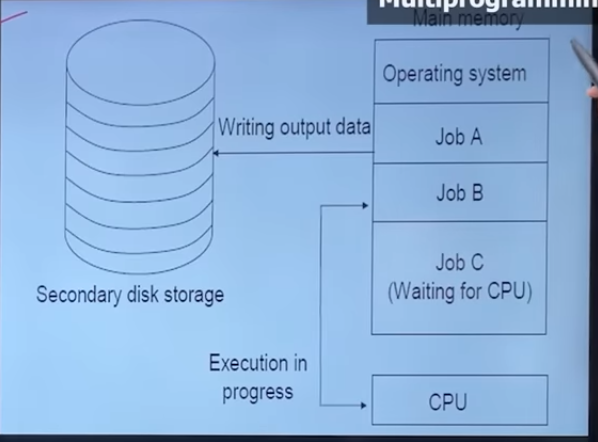 Main memory
Operating system
Writing output data
Job A
Job B
Job C
(Waiting for CPU)
Secondary disk storage
Execution in
progress
CPU